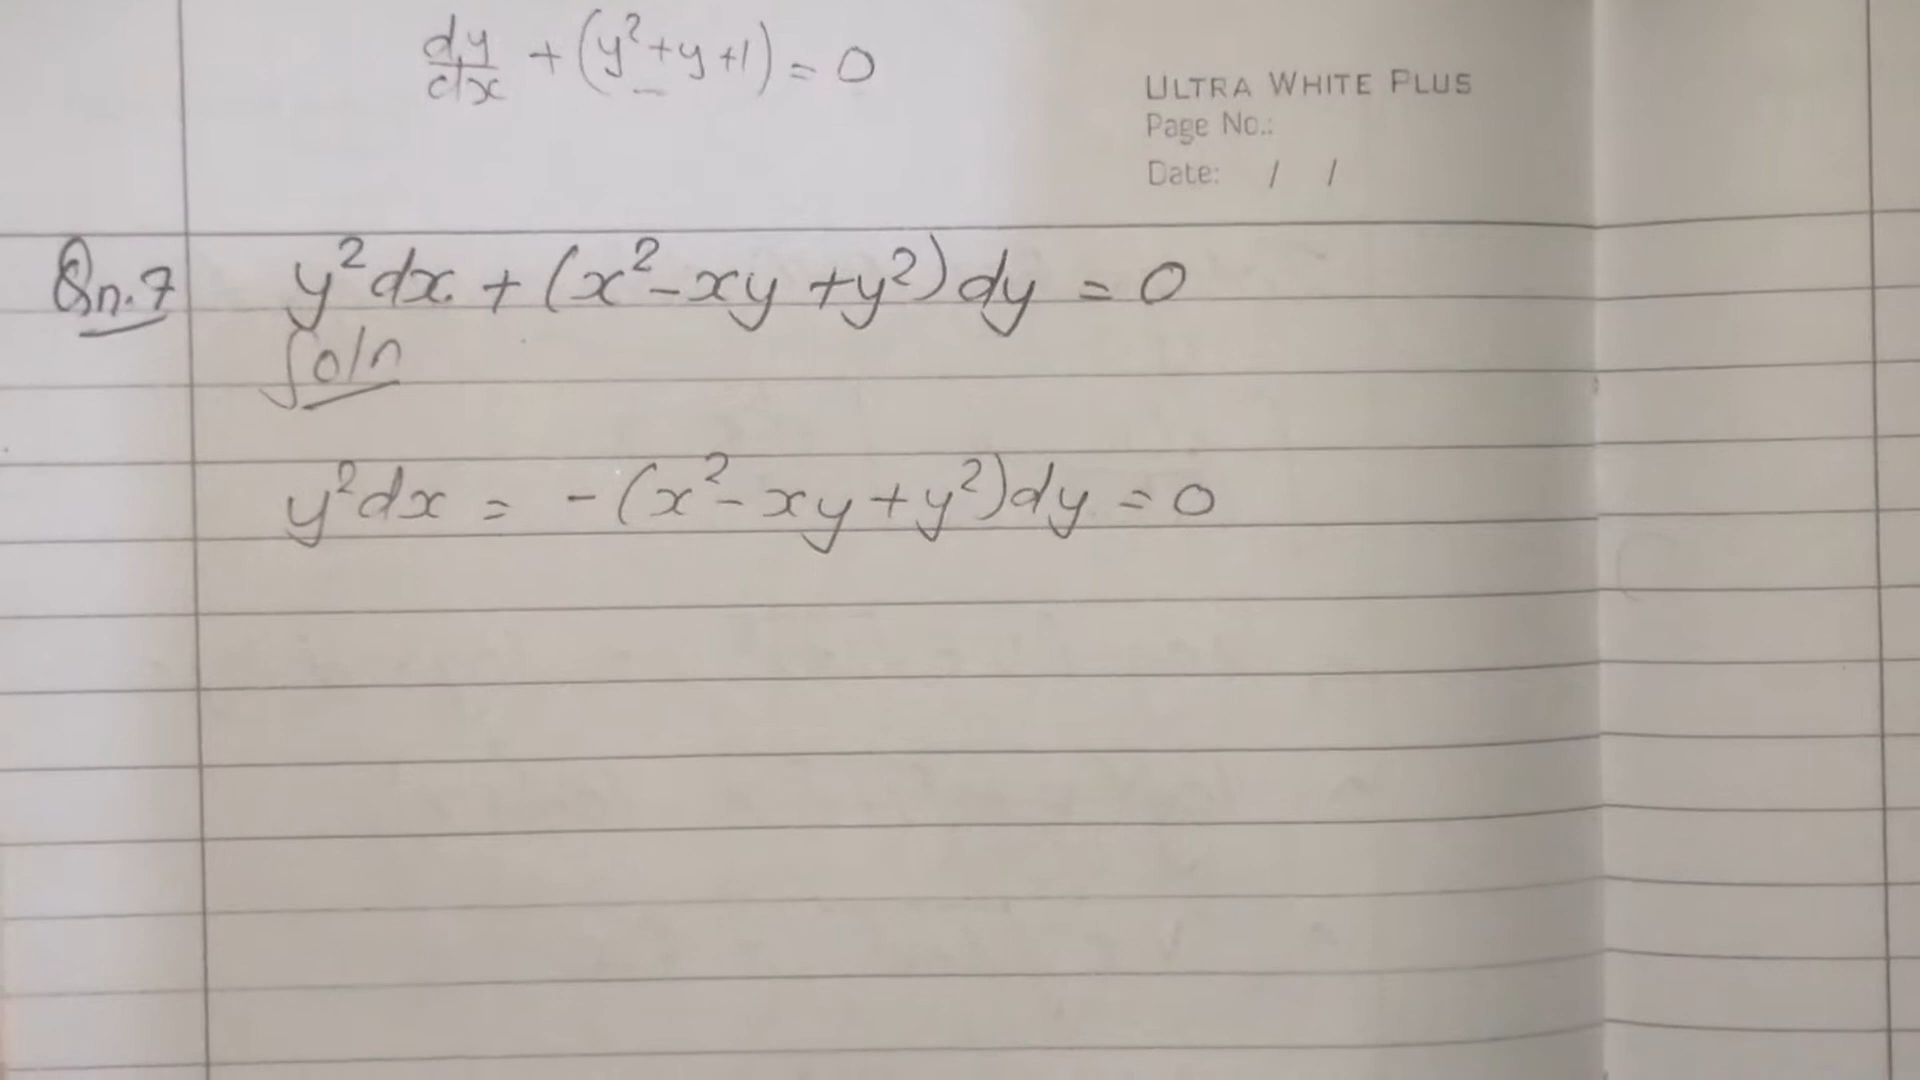 dy/dx + (y²+y+1) = 0
ULTRA WHITE PLUS
Page No.:
Date: / /
Qn.7 y²dx + (x²-xy+y²)dy = 0
Soln
y²dx = -(x²-xy+y²)dy = 0